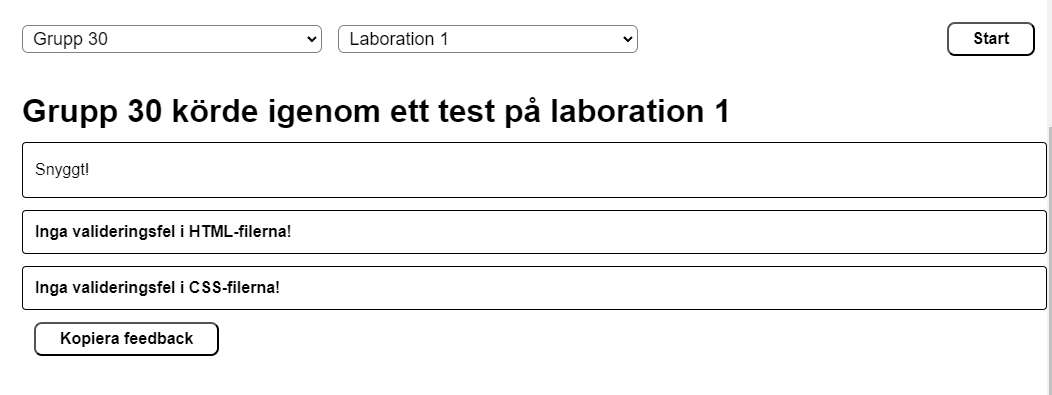 Grupp 30 Laboration 1 Start
Grupp 30 körde igenom ett test på laboration 1
Snyggt!
Inga valideringsfel i HTML-filerna!
Inga valideringsfel i CSS-filerna!
Kopiera feedback